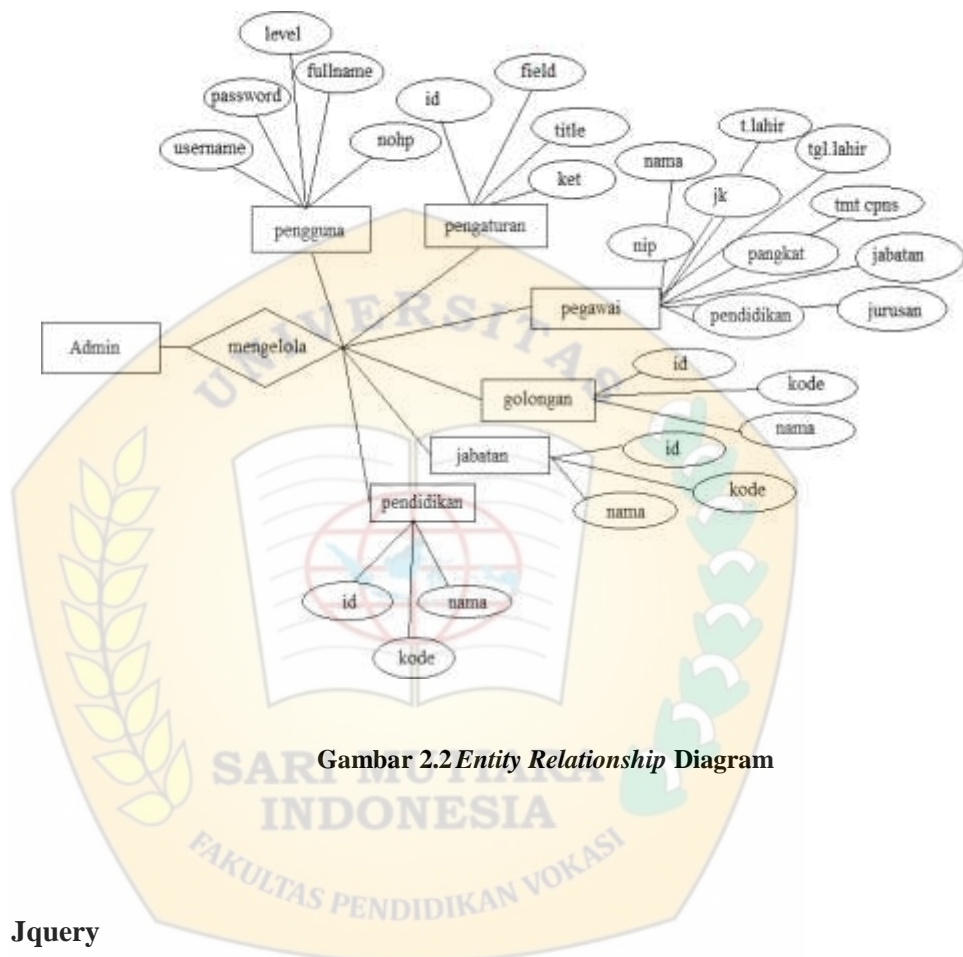 level
fullname
password
username
nohp
pengguna
id
field
title
ket
pengaturan
nama
t.lahir
tgl.lahir
jk
tmt cpns
nip
pangkat
jabatan
pendidikan
jurusan
pegawai
Admin
mengelola
golongan
id
kode
nama
jabatan
id
kode
nama
pendidikan
id
nama
kode
UNIVERSITAS
SARI MUTIARA
INDONESIA
FAKULTAS PENDIDIKAN VOKASI
Gambar 2.2 Entity Relationship Diagram
Jquery